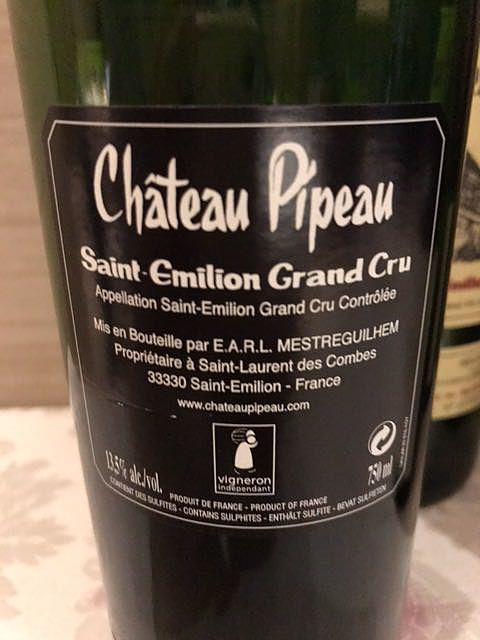 Château Pipeau
Saint-Emilion Grand Cru
Appellation Saint-Emilion Grand Cru Contrôlée
Mis en Bouteille par E.A.R.L. MESTREGUILHEM
Propriétaire à Saint-Laurent des Combes
33330 Saint-Emilion - France
www.chateaupipeau.com
13,5% alc./vol.
vigneron
indépendant
750 ml
PRODUIT DE FRANCE - PRODUCT OF FRANCE
CONTIENT DES SULFITES - CONTAINS SULPHITES - ENTHÄLT SULFITE - BEVAT SULFIETEN